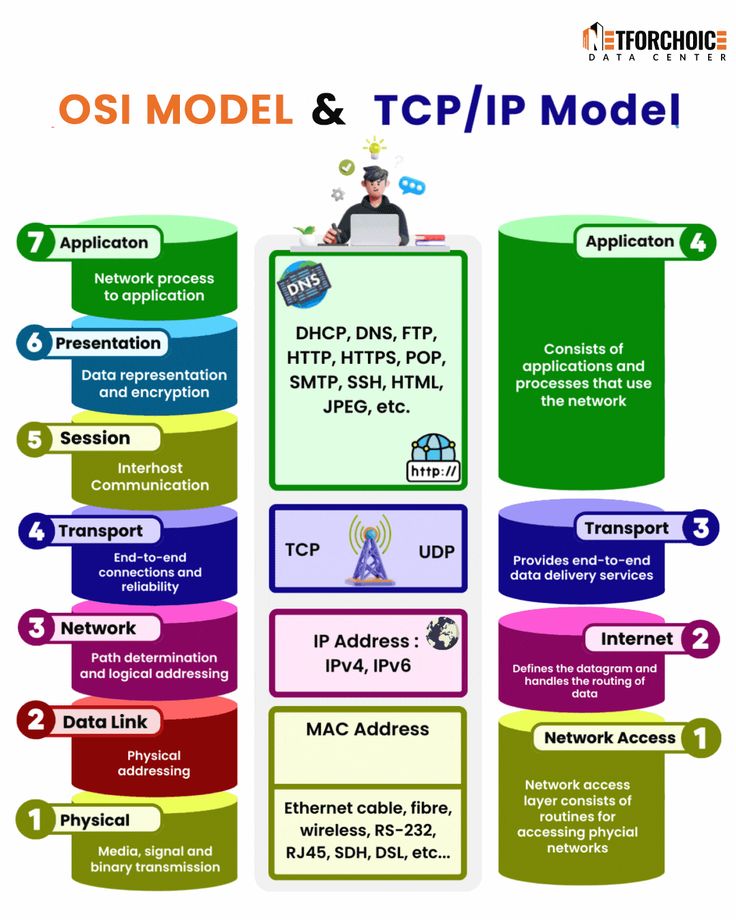 NETFORCHOICE
DATA CENTER
OSI MODEL & TCP/IP Model
7 Applicaton
Network process
to application
6 Presentation
Data representation
and encryption
5 Session
Interhost
Communication
4 Transport
End-to-end
connections and
reliability
3 Network
Path determination
and logical addressing
2 Data Link
Physical
addressing
1 Physical
Media, signal and
binary transmission
DNS
DHCP, DNS, FTP,
HTTP, HTTPS, POP,
SMTP, SSH, HTML,
JPEG, etc.
http://
TCP
UDP
IP Address :
IPv4, IPv6
MAC Address
Ethernet cable, fibre,
wireless, RS-232,
RJ45, SDH, DSL, etc...
Applicaton 4
Consists of
applications and
processes that use
the network
Transport 3
Provides end-to-end
data delivery services
Internet 2
Defines the datagram and
handles the routing of
data
Network Access 1
Network access
layer consists of
routines for
accessing phycial
networks